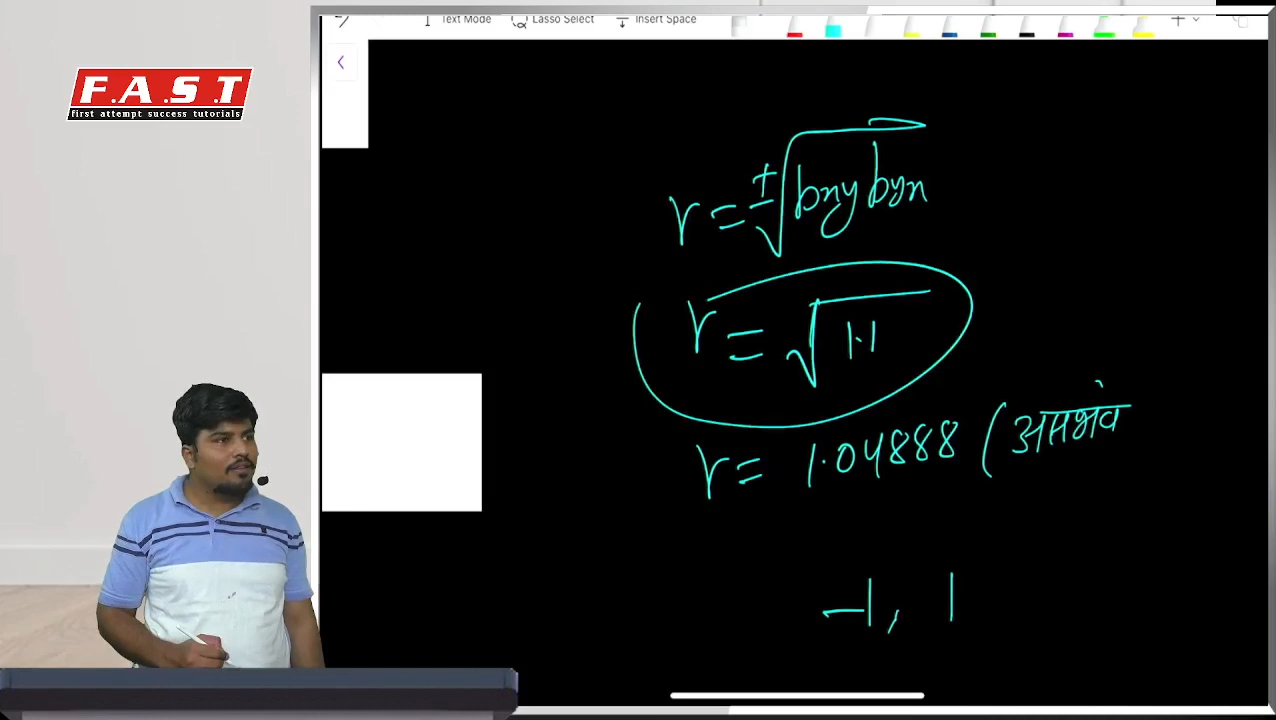 Text Mode
Lasso Select
Insert Space
F.A.S.T
first attempt success tutorials
r = ±√bxy byx
r = √1.1
r = 1.04888 (असंभव
-1, 1